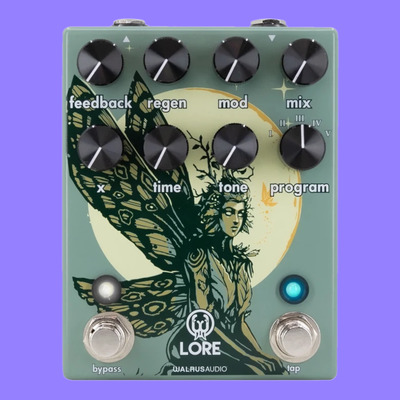 feedback regen mod mix
I II III IV V
x time tone program
LORE
WALRUSAUDIO
bypass tap